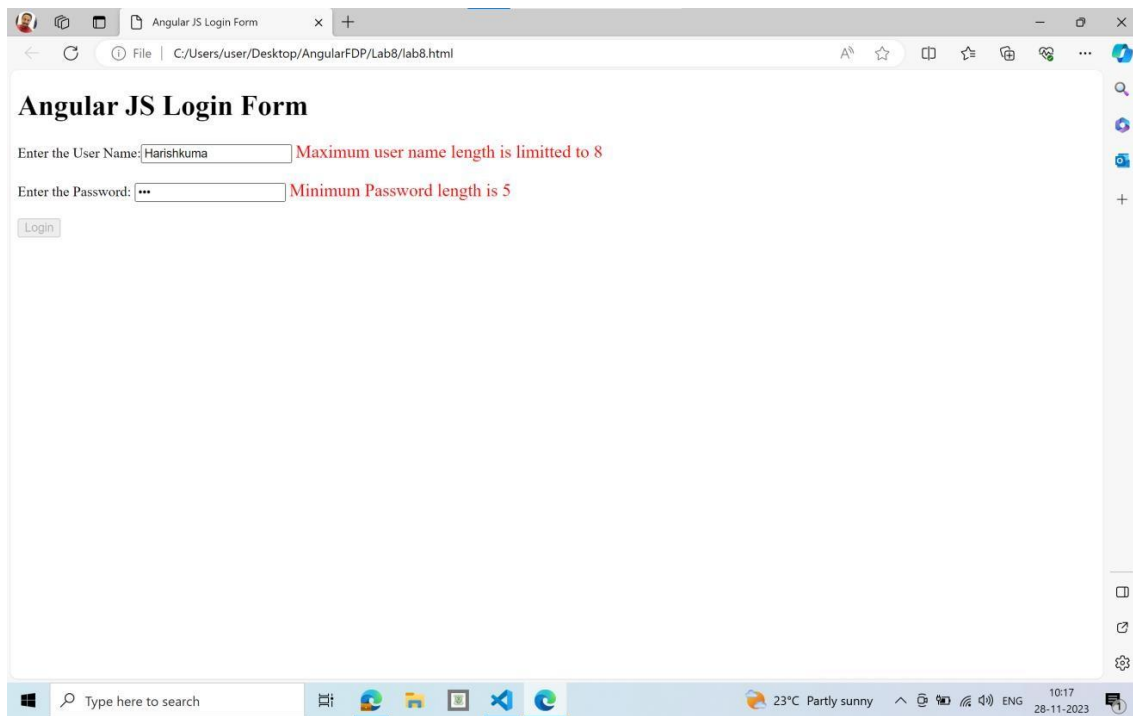 Angular JS Login Form
File | C:/Users/user/Desktop/AngularFDP/Lab8/lab8.html
Angular JS Login Form
Enter the User Name: Harishkuma Maximum user name length is limitted to 8
Enter the Password: ••• Minimum Password length is 5
Login
Type here to search
23°C Partly sunny
ENG
10:17
28-11-2023
1